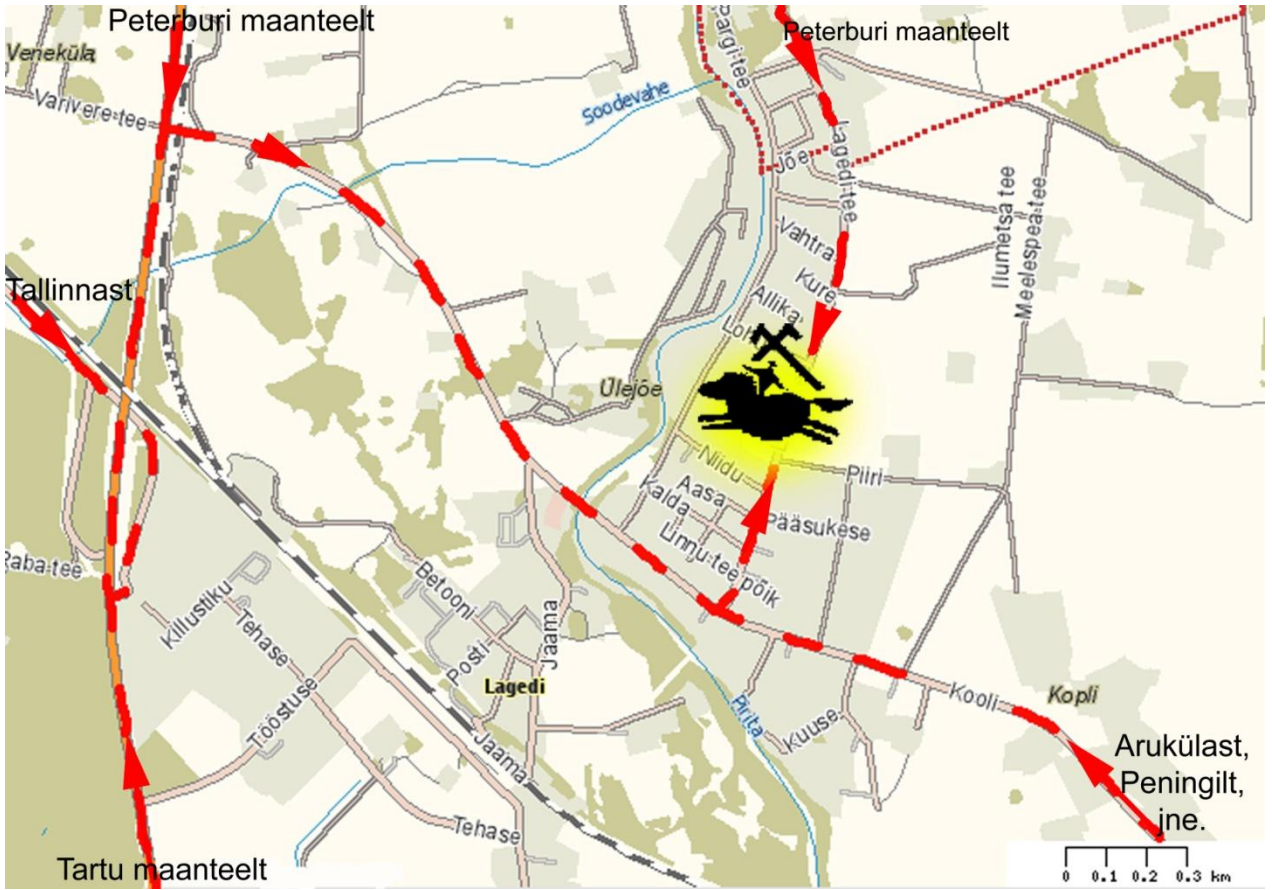 Peterburi maanteelt
Peterburi maanteelt
Veneküla
Varivere-tee
Pargi-tee
Soodevahe
Lagedi-tee
Jõe
Ilumetsa tee
Meelespea-tee
Vahtra
Kure
Tallinnast
Allika
Ülejõe
Niidu
Piiri
Aasa
Kalda
Pääsukese
Linnu-tee põik
Raba-tee
Betooni
Killustiku
Tehase
Posti
Jaama
Lagedi
Tööstuse
Jaama
Pirita
Kuuse
Kooli
Kopli
Arukülast,
Peningilt,
jne.
Tehase
Tartu maanteelt
0 0.1 0.2 0.3 km